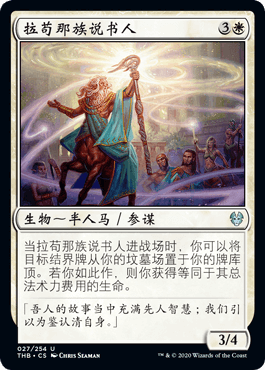 拉苟那族说书人 3
生物～半人马 / 参谋
当拉苟那族说书人进战场时，你可以将
目标结界牌从你的坟墓场置于你的牌库
顶。若你如此作，则你获得等同于其总
法术力费用的生命。
「吾人的故事当中充满先人智慧；我们引
以为鉴认清自身。」
3/4
027/254 U
THB • CS CHRIS SEAMAN
™ & © 2020 Wizards of the Coast